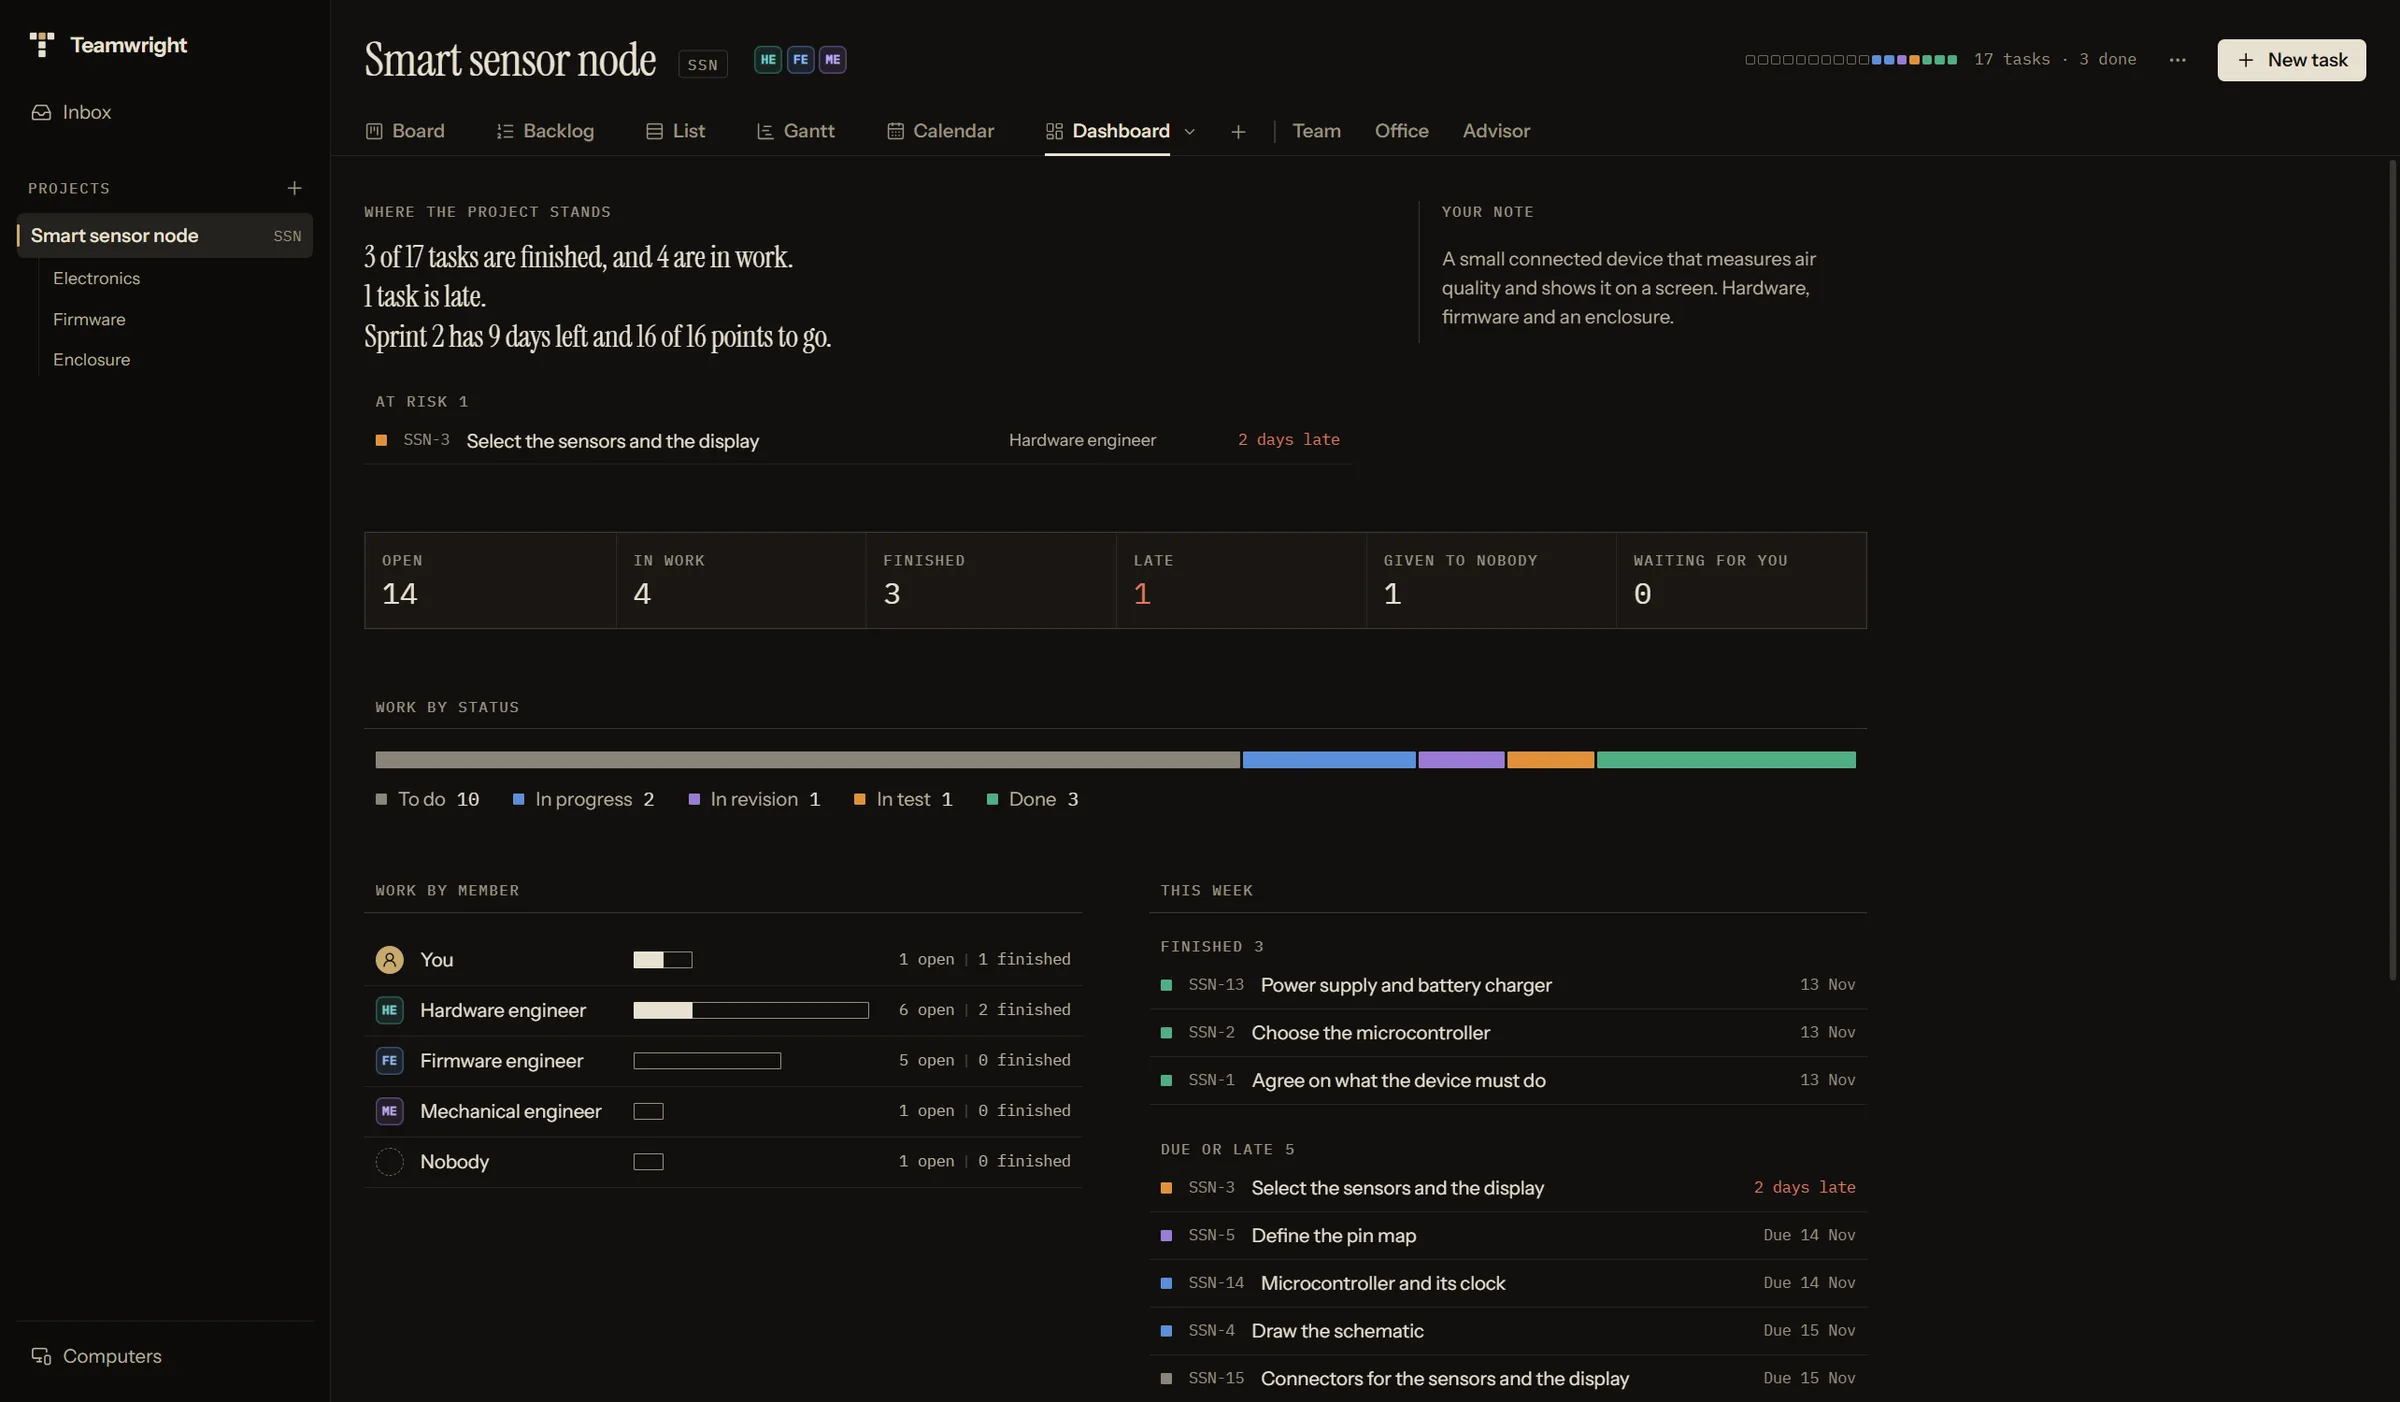 Teamwright
Inbox
PROJECTS
Smart sensor node SSN
Electronics
Firmware
Enclosure
Computers
Smart sensor node SSN HE FE ME
17 tasks · 3 done
New task
Board Backlog List Gantt Calendar Dashboard Team Office Advisor
WHERE THE PROJECT STANDS
3 of 17 tasks are finished, and 4 are in work.
1 task is late.
Sprint 2 has 9 days left and 16 of 16 points to go.
YOUR NOTE
A small connected device that measures air
quality and shows it on a screen. Hardware,
firmware and an enclosure.
AT RISK 1
SSN-3 Select the sensors and the display Hardware engineer 2 days late
OPEN IN WORK FINISHED LATE GIVEN TO NOBODY WAITING FOR YOU
14 4 3 1 1 0
WORK BY STATUS
To do 10 In progress 2 In revision 1 In test 1 Done 3
WORK BY MEMBER
You 1 open | 1 finished
HE Hardware engineer 6 open | 2 finished
FE Firmware engineer 5 open | 0 finished
ME Mechanical engineer 1 open | 0 finished
Nobody 1 open | 0 finished
THIS WEEK
FINISHED 3
SSN-13 Power supply and battery charger 13 Nov
SSN-2 Choose the microcontroller 13 Nov
SSN-1 Agree on what the device must do 13 Nov
DUE OR LATE 5
SSN-3 Select the sensors and the display 2 days late
SSN-5 Define the pin map Due 14 Nov
SSN-14 Microcontroller and its clock Due 14 Nov
SSN-4 Draw the schematic Due 15 Nov
SSN-15 Connectors for the sensors and the display Due 15 Nov